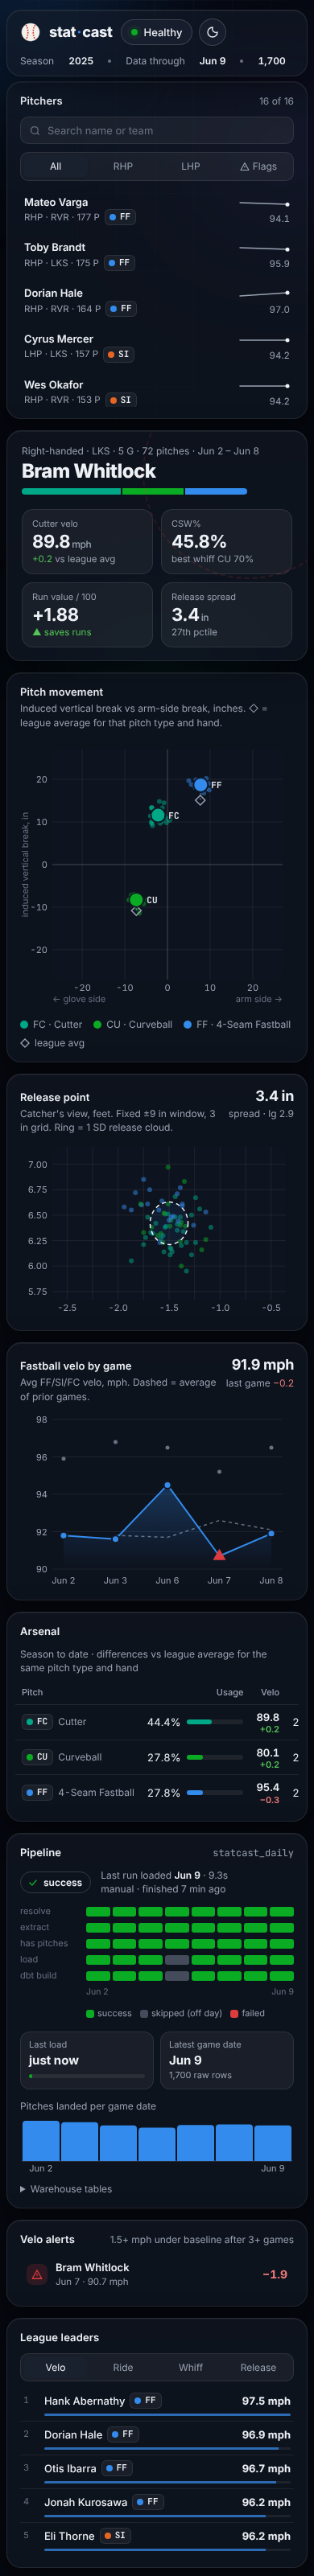 stat·cast Healthy
Season 2025 • Data through Jun 9 • 1,700
Pitchers 16 of 16
Search name or team
All RHP LHP Flags
Mateo Varga
RHP · RVR · 177 P FF 94.1
Toby Brandt
RHP · LKS · 175 P FF 95.9
Dorian Hale
RHP · RVR · 164 P FF 97.0
Cyrus Mercer
LHP · LKS · 157 P SI 94.2
Wes Okafor
RHP · RVR · 153 P SI 94.2
Right-handed · LKS · 5 G · 72 pitches · Jun 2 – Jun 8
Bram Whitlock
Cutter velo
89.8 mph
+0.2 vs league avg
CSW%
45.8%
best whiff CU 70%
Run value / 100
+1.88
▲ saves runs
Release spread
3.4 in
27th pctile
Pitch movement
Induced vertical break vs arm-side break, inches. ◇ =
league average for that pitch type and hand.
induced vertical break, in
20
10
0
-10
-20
FF
FC
CU
-20 -10 0 10 20
← glove side arm side →
FC · Cutter CU · Curveball FF · 4-Seam Fastball
league avg
Release point 3.4 in
Catcher's view, feet. Fixed ±9 in window, 3 spread · lg 2.9
in grid. Ring = 1 SD release cloud.
7.00
6.75
6.50
6.25
6.00
5.75
-2.5 -2.0 -1.5 -1.0 -0.5
Fastball velo by game 91.9 mph
Avg FF/SI/FC velo, mph. Dashed = average last game −0.2
of prior games.
98
96
94
92
90
Jun 2 Jun 3 Jun 6 Jun 7 Jun 8
Arsenal
Season to date · differences vs league average for the
same pitch type and hand
Pitch Usage Velo
FC Cutter 44.4% 89.8 2
+0.2
CU Curveball 27.8% 80.1 2
+0.2
FF 4-Seam Fastball 27.8% 95.4 2
−0.3
Pipeline statcast_daily
success
Last run loaded Jun 9 · 9.3s
manual · finished 7 min ago
resolve
extract
has pitches
load
dbt build
Jun 2 Jun 9
success skipped (off day) failed
Last load
just now
Latest game date
Jun 9
1,700 raw rows
Pitches landed per game date
Jun 2 Jun 9
▶ Warehouse tables
Velo alerts 1.5+ mph under baseline after 3+ games
Bram Whitlock
Jun 7 · 90.7 mph −1.9
League leaders
Velo Ride Whiff Release
1 Hank Abernathy FF 97.5 mph
2 Dorian Hale FF 96.9 mph
3 Otis Ibarra FF 96.7 mph
4 Jonah Kurosawa FF 96.2 mph
5 Eli Thorne SI 96.2 mph